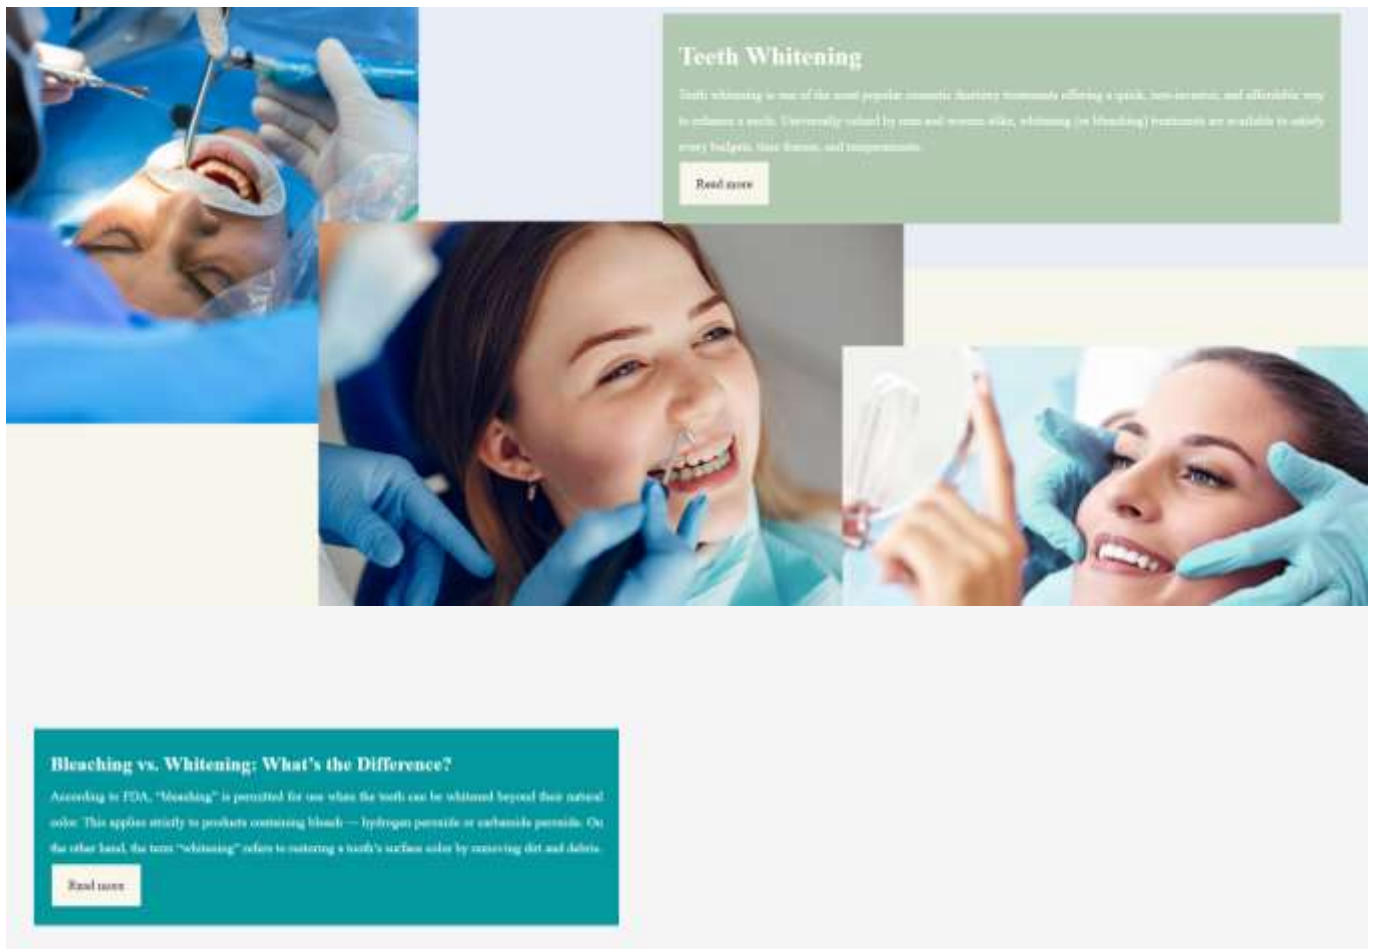 Teeth Whitening
Teeth whitening is one of the most popular cosmetic dentistry treatments offering a quick, non-invasive, and affordable way
to enhance a smile. Universally valued by men and women alike, whitening (or bleaching) treatments are available to satisfy
every budgets, time frames, and temperaments.
Read more
Bleaching vs. Whitening: What's the Difference?
According to FDA, “bleaching” is permitted for use when the teeth can be whitened beyond their natural
color. This applies strictly to products containing bleach — hydrogen peroxide or carbamide peroxide. On
the other hand, the term “whitening” refers to restoring a tooth's surface color by removing dirt and debris.
Read more